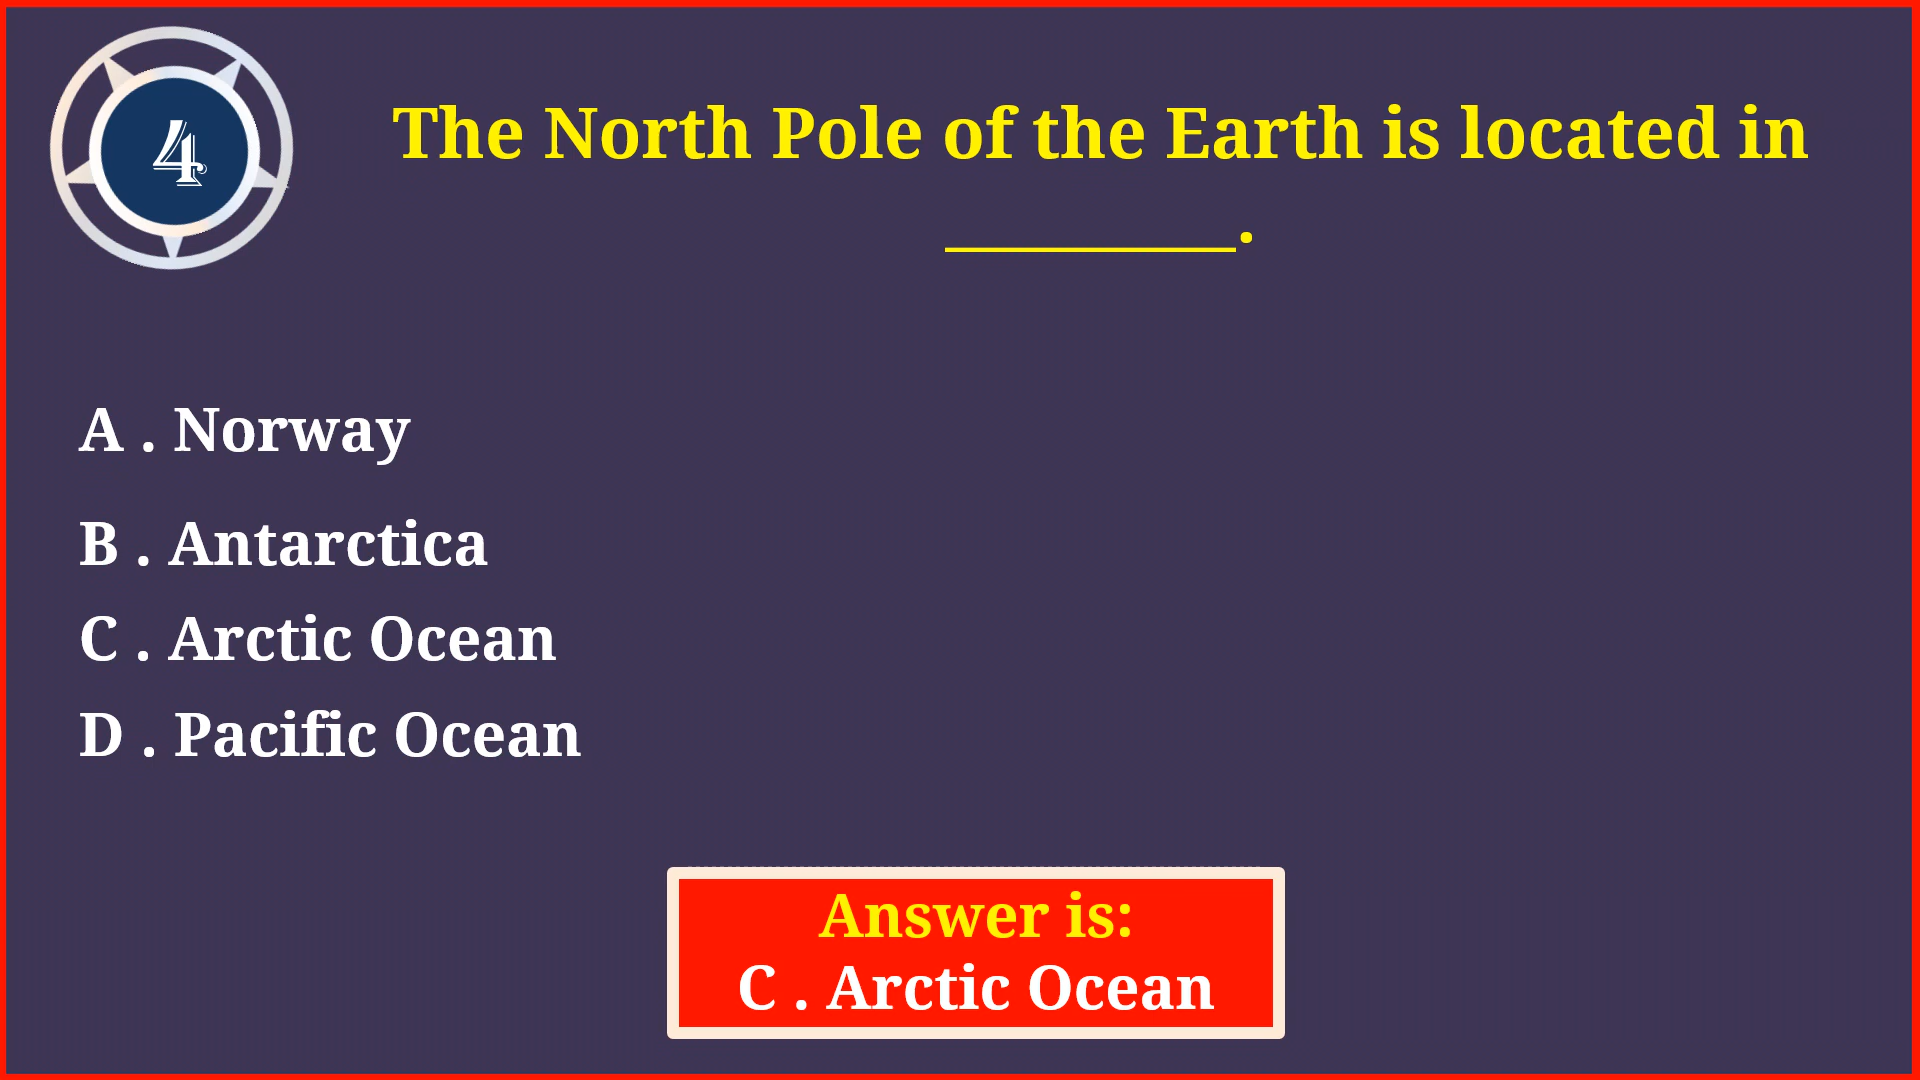 4
The North Pole of the Earth is located in
__________.
A . Norway
B . Antarctica
C . Arctic Ocean
D . Pacific Ocean
Answer is:
C . Arctic Ocean